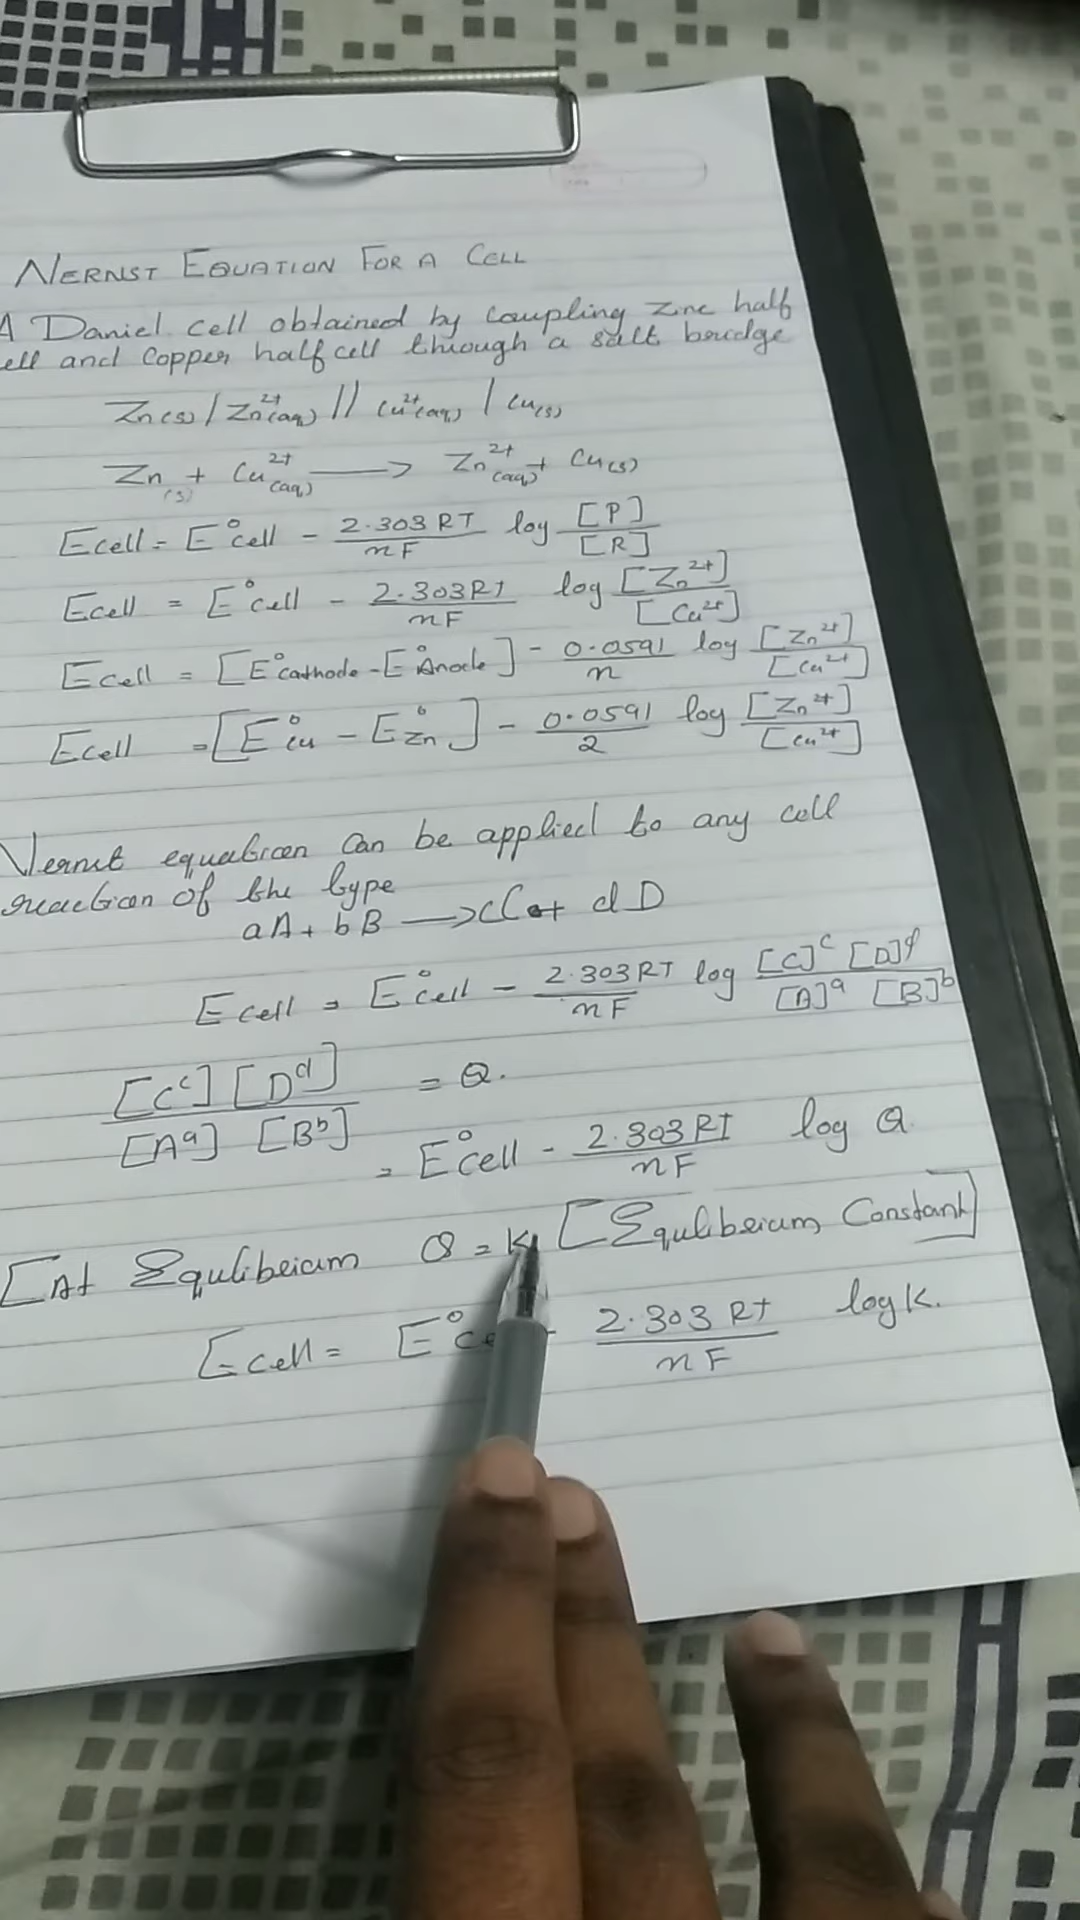 NERNST EQUATION FOR A CELL
A Daniel cell obtained by coupling Zinc half
ell and Copper half cell through a salt bridge
Zn(s) / Zn²⁺(aq) // Cu²⁺(aq) / Cu(s)
Zn(s) + Cu²⁺(aq) ⟶ Zn²⁺(aq) + Cu(s)
Ecell = E°cell - 2.303 RT / nF log [P] / [R]
Ecell = E°cell - 2.303 RT / nF log [Zn²⁺] / [Cu²⁺]
Ecell = [E°cathode - E°Anode] - 0.0591 / n log [Zn²⁺] / [Cu²⁺]
Ecell = [E°Cu - E°Zn] - 0.0591 / 2 log [Zn²⁺] / [Cu²⁺]
equation can be applied to any cell
reaction of the type
aA + bB ⟶ cC + dD
Ecell = E°cell - 2.303 RT / nF log [C]ᶜ [D]ᵈ / [A]ᵃ [B]ᵇ
[Cᶜ] [Dᵈ] / [Aᵃ] [Bᵇ] = Q.
= E°cell - 2.303 RT / nF log Q
[At Equlibrium Q = K [Equlibrium Constant]
Ecell = E°ce - 2.303 RT / nF log K.